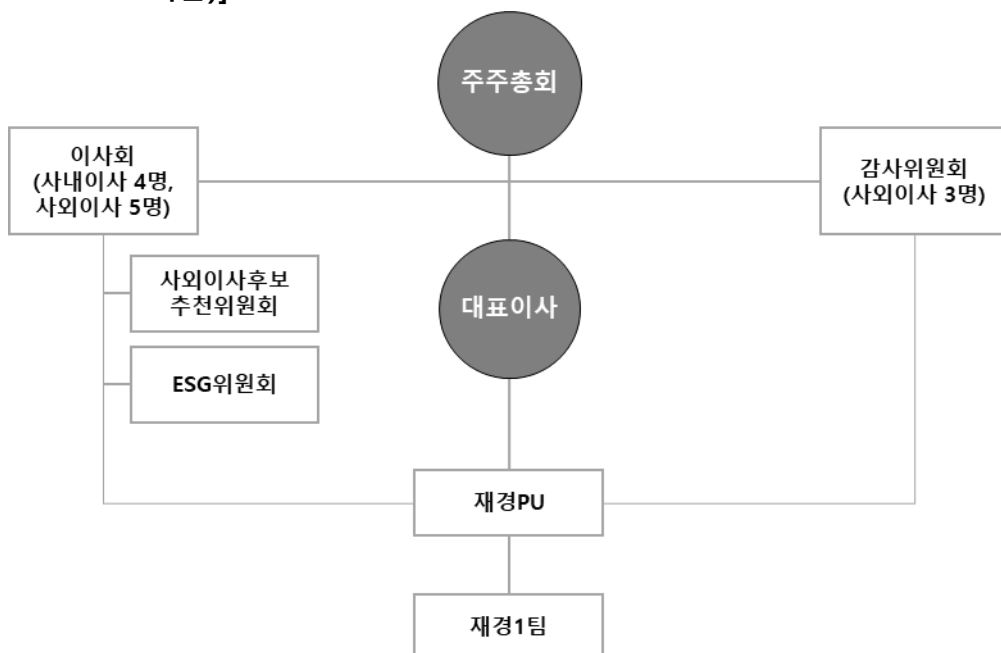 주주총회
이사회
(사내이사 4명,
사외이사 5명)
감사위원회
(사외이사 3명)
사외이사후보
추천위원회
대표이사
ESG위원회
재경PU
재경1팀